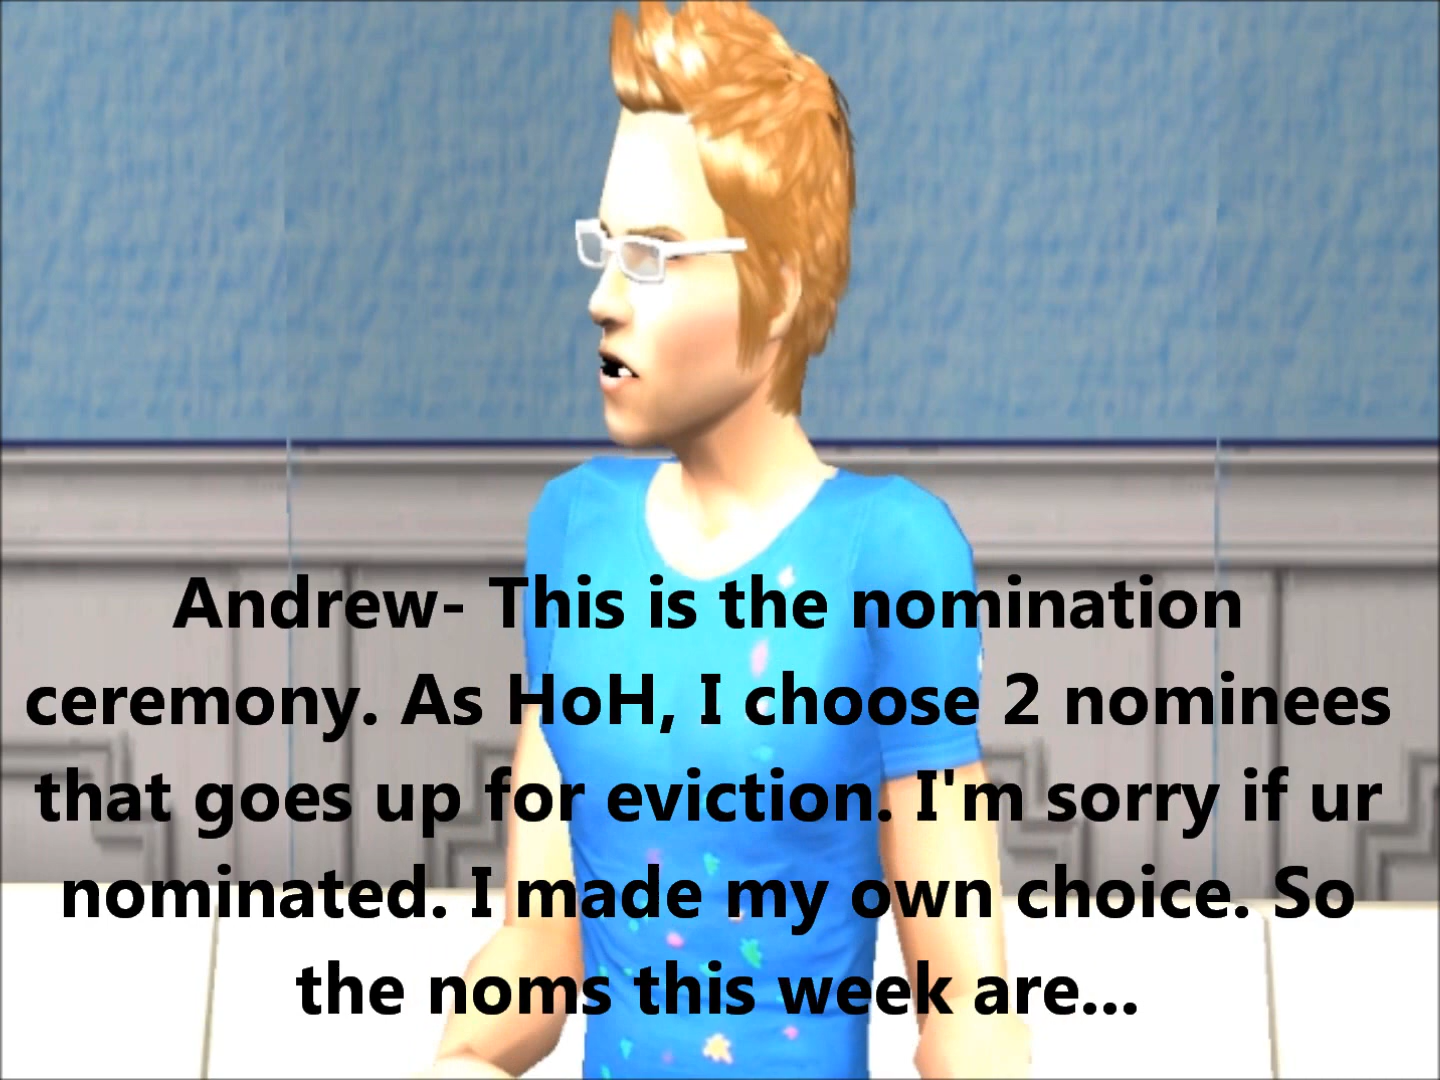 Andrew- This is the nomination
ceremony. As HoH, I choose 2 nominees
that goes up for eviction. I'm sorry if ur
nominated. I made my own choice. So
the noms this week are...